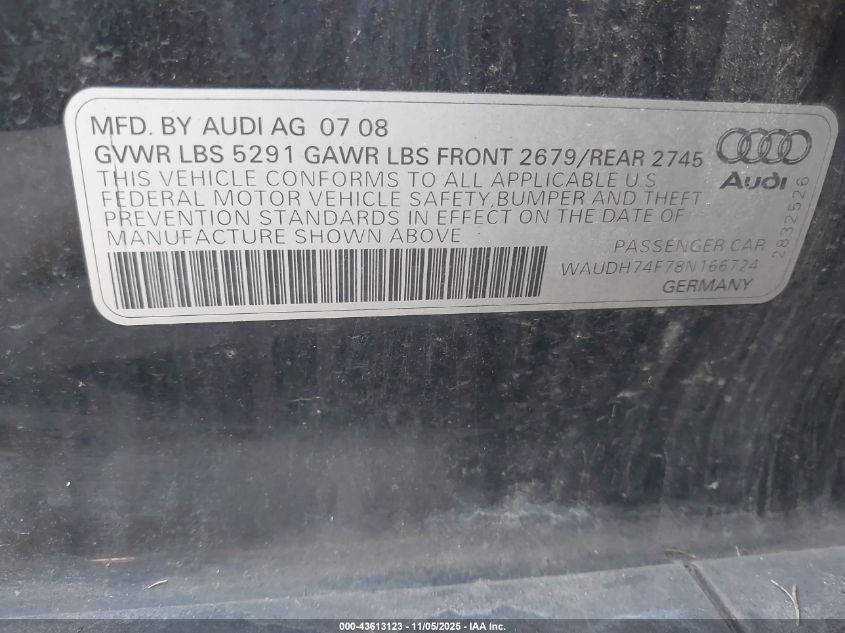 MFD. BY AUDI AG 07 08
GVWR LBS 5291 GAWR LBS FRONT 2679/REAR 2745
THIS VEHICLE CONFORMS TO ALL APPLICABLE U.S
FEDERAL MOTOR VEHICLE SAFETY, BUMPER AND THEFT
PREVENTION STANDARDS IN EFFECT ON THE DATE OF
MANUFACTURE SHOWN ABOVE
Audi
2832526
PASSENGER CAR
WAUDH74F78N166724
GERMANY
000-43613123 - 11/05/2025 - IAA Inc.